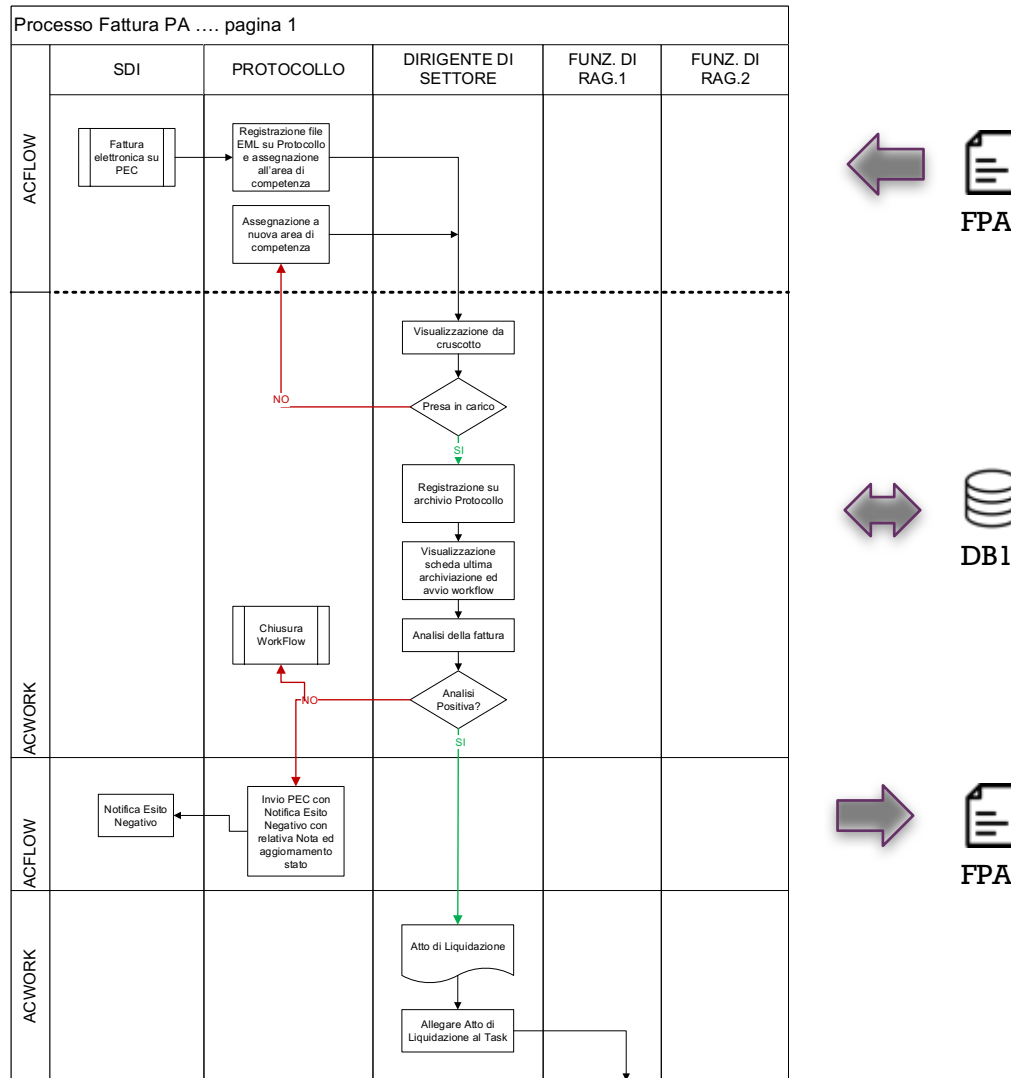 Processo Fattura PA …. pagina 1
SDI
PROTOCOLLO
DIRIGENTE DI
SETTORE
FUNZ. DI
RAG.1
FUNZ. DI
RAG.2
ACFLOW
Fattura
elettronica su
PEC
Registrazione file
EML su Protocollo
e assegnazione
all'area di
competenza
Assegnazione a
nuova area di
competenza
FPA
ACWORK
Visualizzazione da
cruscotto
NO
Presa in carico
SI
Registrazione su
archivio Protocollo
Visualizzazione
scheda ultima
archiviazione ed
avvio workflow
DB1
Chiusura
WorkFlow
Analisi della fattura
NO
Analisi
Positiva?
SI
ACFLOW
Notifica Esito
Negativo
Invio PEC con
Notifica Esito
Negativo con
relativa Nota ed
aggiornamento
stato
FPA
ACWORK
Atto di Liquidazione
Allegare Atto di
Liquidazione al Task